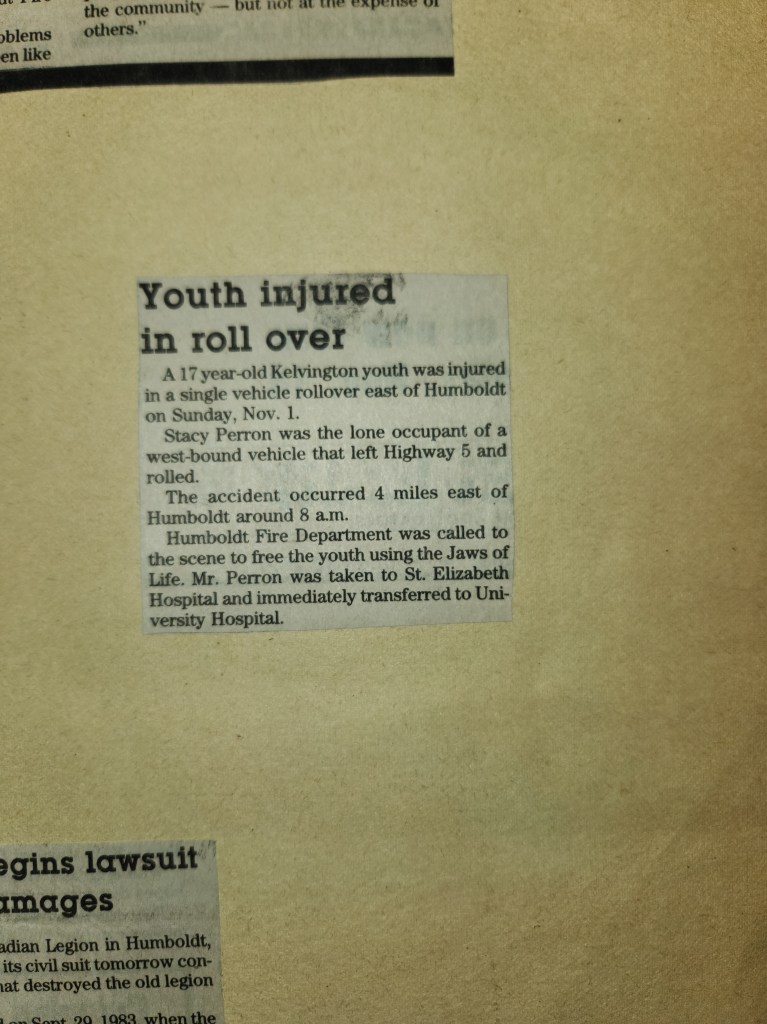 the community — but not at the expense of
others."
oblems
en like
Youth injured
in roll over
A 17 year-old Kelvington youth was injured
in a single vehicle rollover east of Humboldt
on Sunday, Nov. 1.
Stacy Perron was the lone occupant of a
west-bound vehicle that left Highway 5 and
rolled.
The accident occurred 4 miles east of
Humboldt around 8 a.m.
Humboldt Fire Department was called to
the scene to free the youth using the Jaws of
Life. Mr. Perron was taken to St. Elizabeth
Hospital and immediately transferred to Uni-
versity Hospital.
egins lawsuit
amages
adian Legion in Humboldt,
its civil suit tomorrow con-
hat destroyed the old legion
on Sept. 29, 1983, when the